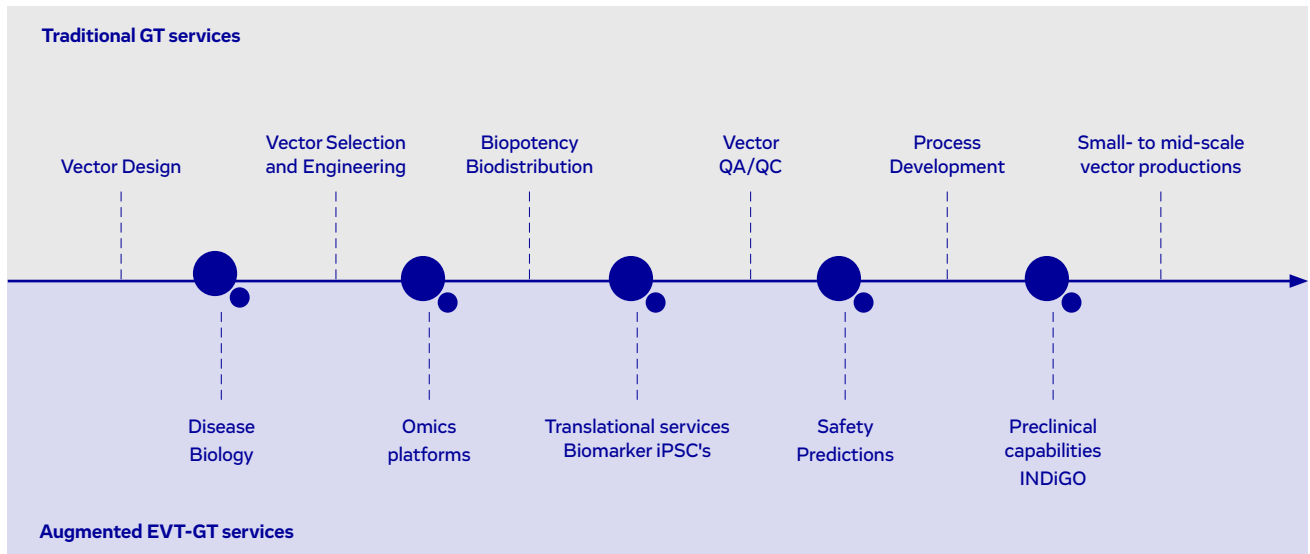 Traditional GT services
Vector Design
Vector Selection
and Engineering
Biopotency
Biodistribution
Vector
QA/QC
Process
Development
Small- to mid-scale
vector productions
Disease
Biology
Omics
platforms
Translational services
Biomarker iPSC's
Safety
Predictions
Preclinical
capabilities
INDiGO
Augmented EVT-GT services